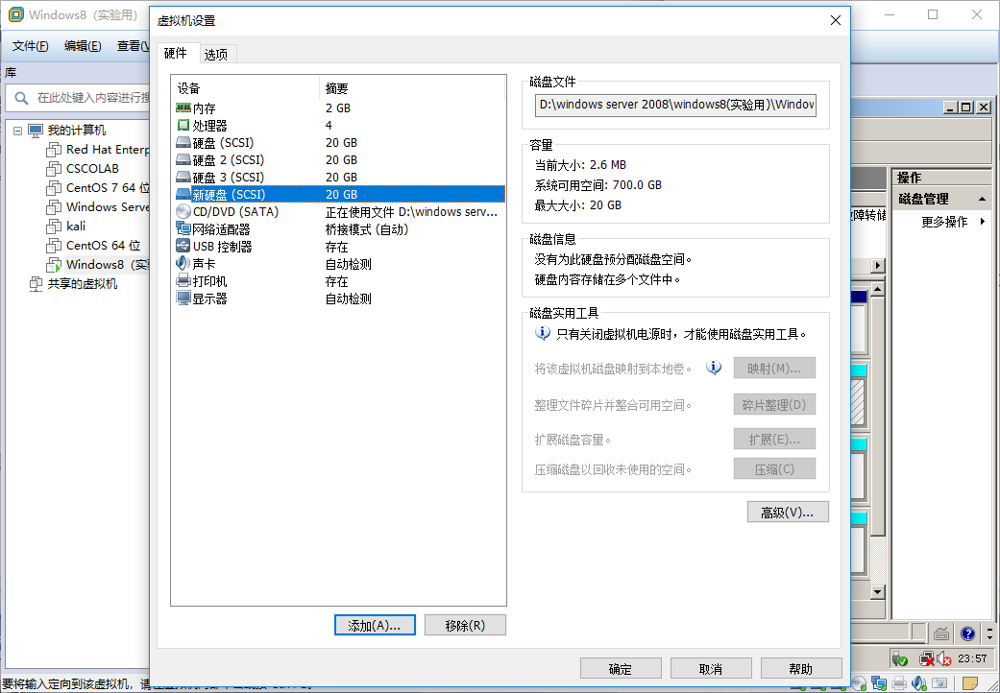 Windows8（实验用）
文件(F) 编辑(E) 查看(V
库
在此处键入内容进行搜
我的计算机
Red Hat Enterp
CSCOLAB
CentOS 7 64 位
Windows Serve
kali
CentOS 64 位
Windows8（实
共享的虚拟机
虚拟机设置
硬件 选项
设备 摘要
内存 2 GB
处理器 4
硬盘 (SCSI) 20 GB
硬盘 2 (SCSI) 20 GB
硬盘 3 (SCSI) 20 GB
新硬盘 (SCSI) 20 GB
CD/DVD (SATA) 正在使用文件 D:\windows serv...
网络适配器 桥接模式 (自动)
USB 控制器 存在
声卡 自动检测
打印机 存在
显示器 自动检测
添加(A)... 移除(R)
磁盘文件
D:\windows server 2008\windows8(实验用)\Window
容量
当前大小: 2.6 MB
系统可用空间: 700.0 GB
最大大小: 20 GB
磁盘信息
没有为此硬盘预分配磁盘空间。
硬盘内容存储在多个文件中。
磁盘实用工具
只有关闭虚拟机电源时，才能使用磁盘实用工具。
将该虚拟机磁盘映射到本地卷。 映射(M)...
整理文件碎片并整合可用空间。 碎片整理(D)
扩展磁盘容量。 扩展(E)...
压缩磁盘以回收未使用的空间。 压缩(C)
高级(V)...
确定 取消 帮助
操作
磁盘管理
更多操作
故障转储
23:57
要将输入定向到该虚拟机，请